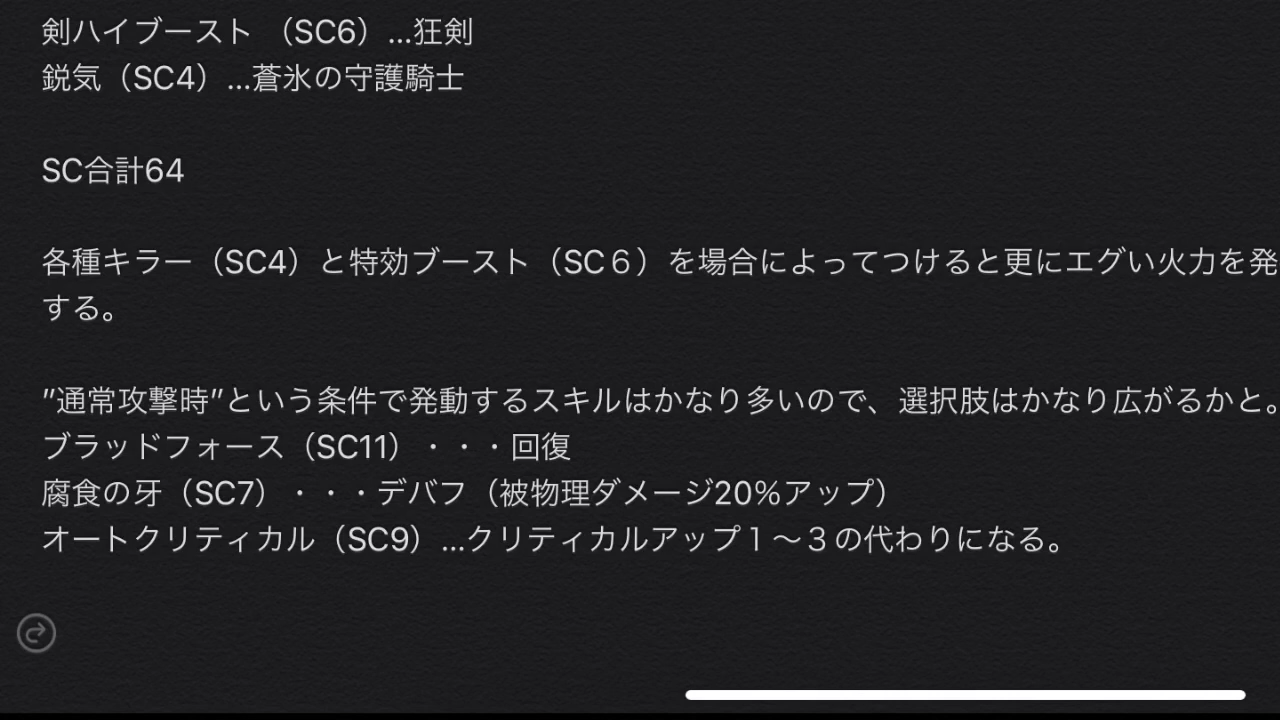 剣ハイブースト （SC6）…狂剣
鋭気（SC4）…蒼氷の守護騎士
SC合計64
各種キラー（SC4）と特効ブースト（SC６）を場合によってつけると更にエグい火力を発
する。
”通常攻撃時”という条件で発動するスキルはかなり多いので、選択肢はかなり広がるかと。
ブラッドフォース（SC11）・・・回復
腐食の牙（SC7）・・・デバフ（被物理ダメージ20%アップ）
オートクリティカル（SC9）…クリティカルアップ１〜３の代わりになる。